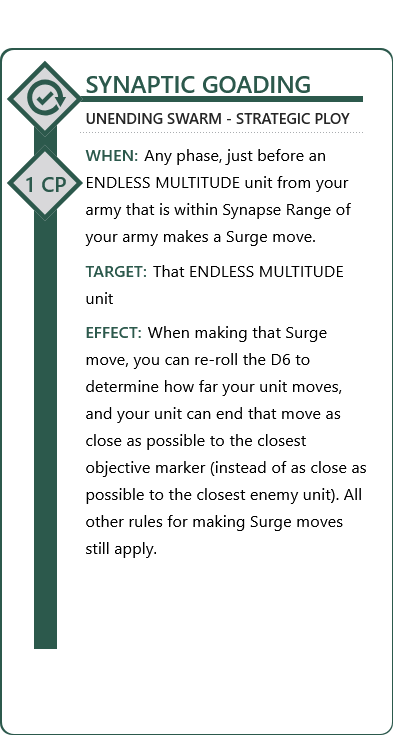 SYNAPTIC GOADING
UNENDING SWARM - STRATEGIC PLOY
WHEN: Any phase, just before an
1 CP
ENDLESS MULTITUDE unit from your
army that is within Synapse Range of
your army makes a Surge move.
TARGET: That ENDLESS MULTITUDE
unit
EFFECT: When making that Surge
move, you can re-roll the D6 to
determine how far your unit moves,
and your unit can end that move as
close as possible to the closest
objective marker (instead of as close as
possible to the closest enemy unit). All
other rules for making Surge moves
still apply.